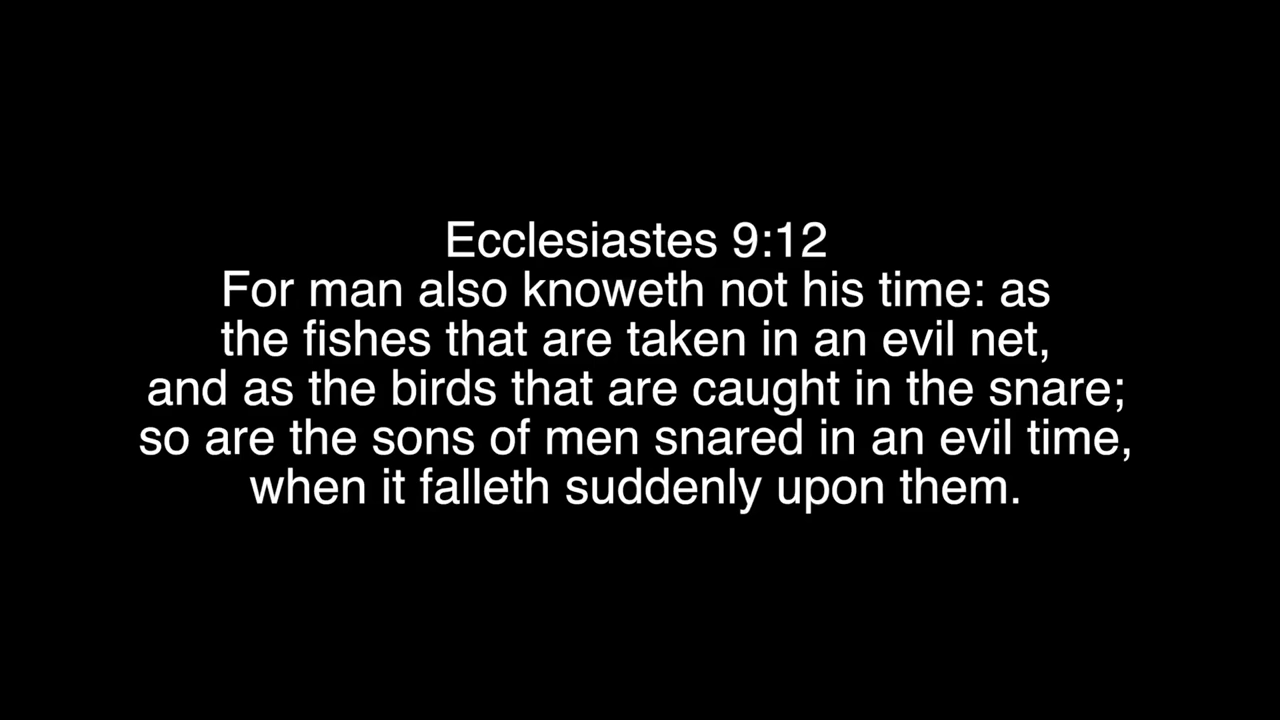 Ecclesiastes 9:12
For man also knoweth not his time: as
the fishes that are taken in an evil net,
and as the birds that are caught in the snare;
so are the sons of men snared in an evil time,
when it falleth suddenly upon them.